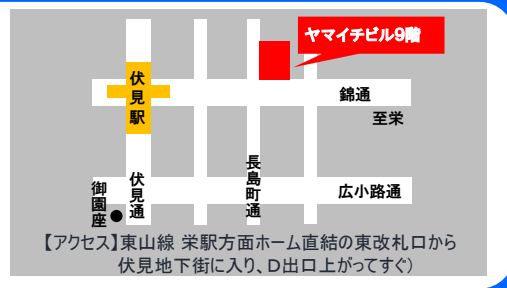 ヤマイチビル9階
伏見駅
錦通
至栄
長島町通
伏見通
御園座
広小路通
【アクセス】東山線 栄駅方面ホーム直結の東改札口から
伏見地下街に入り、D出口上がってすぐ)